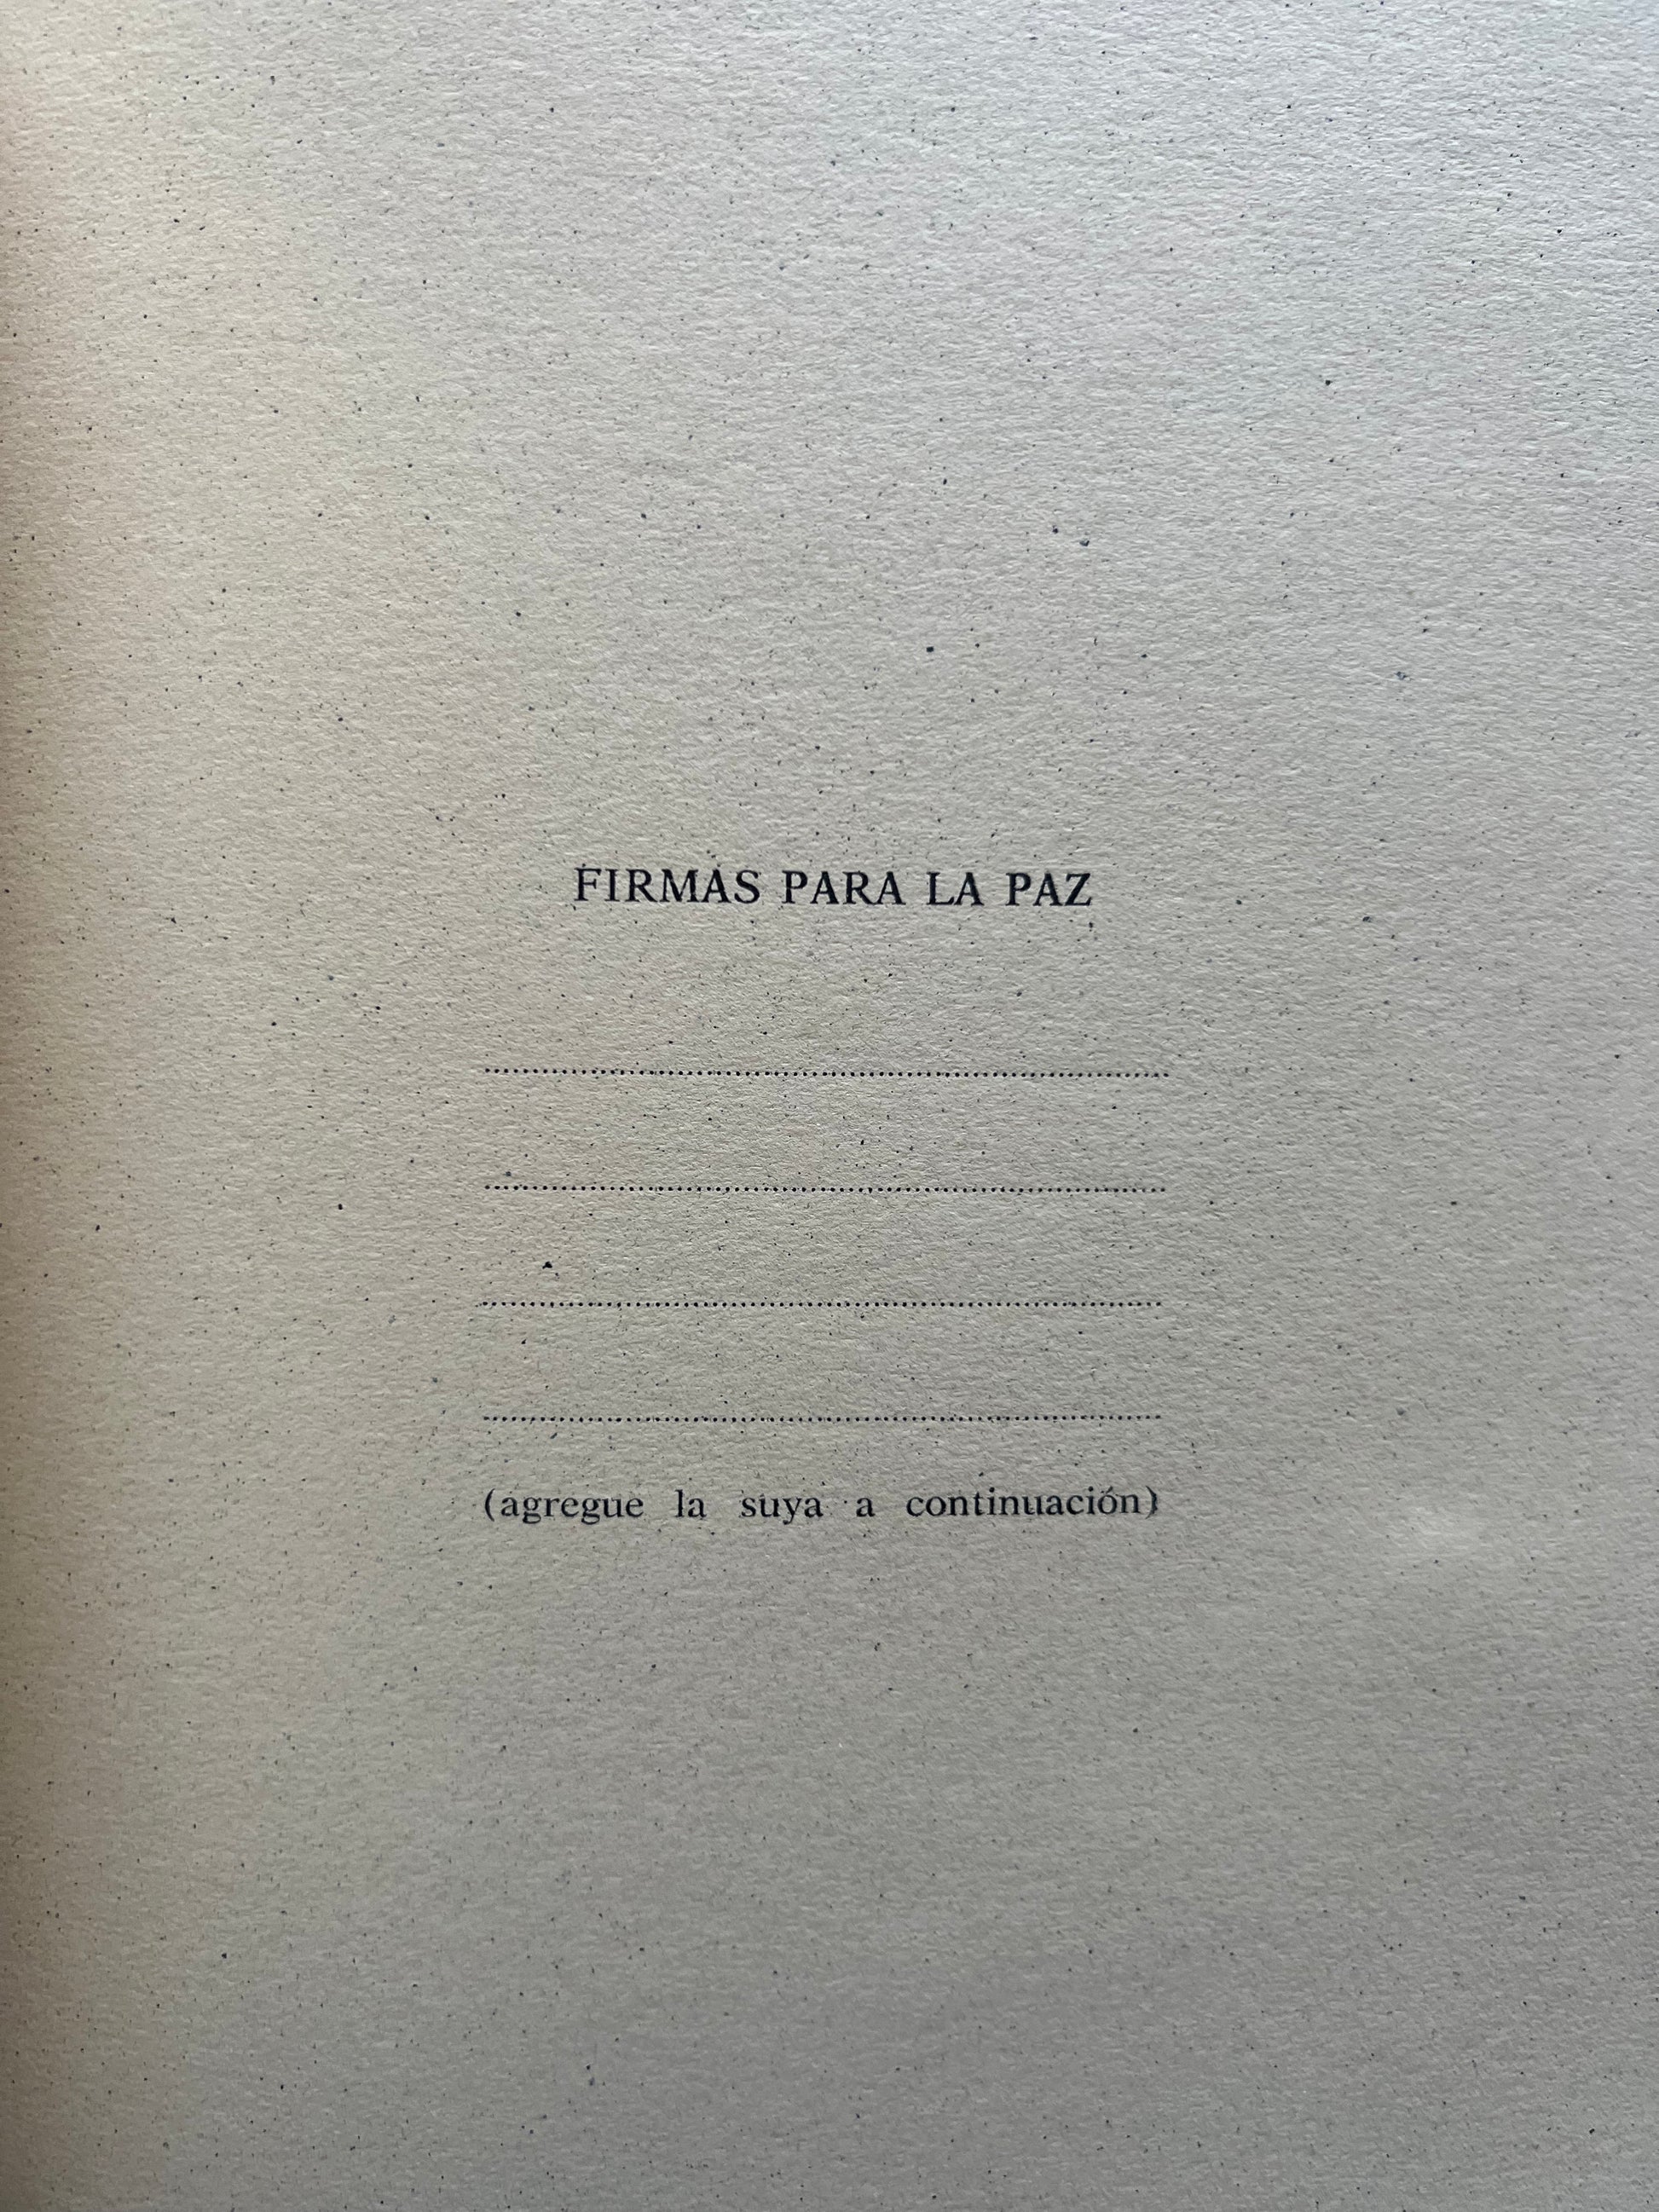 FIRMAS PARA LA PAZ
(agregue la suya a continuación)